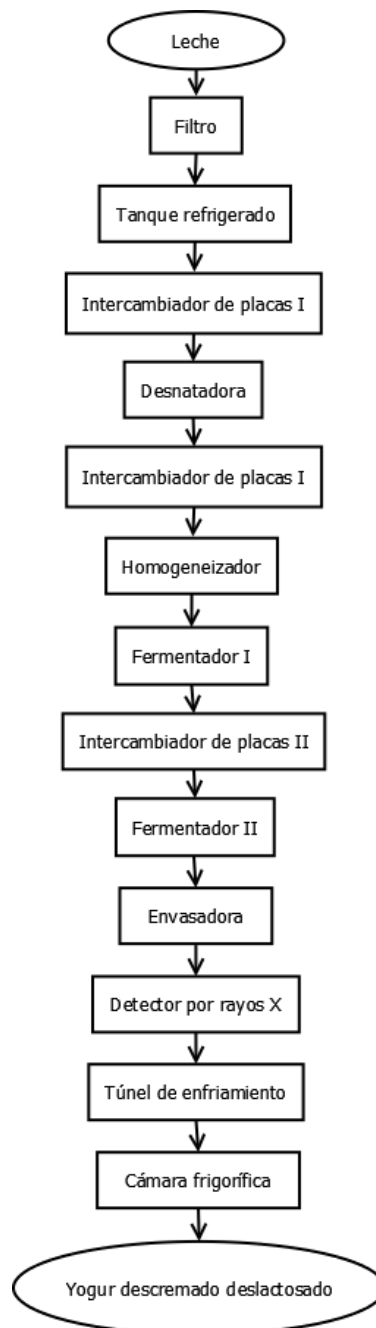 Leche
Filtro
Tanque refrigerado
Intercambiador de placas I
Desnatadora
Intercambiador de placas I
Homogeneizador
Fermentador I
Intercambiador de placas II
Fermentador II
Envasadora
Detector por rayos X
Túnel de enfriamiento
Cámara frigorífica
Yogur descremado deslactosado